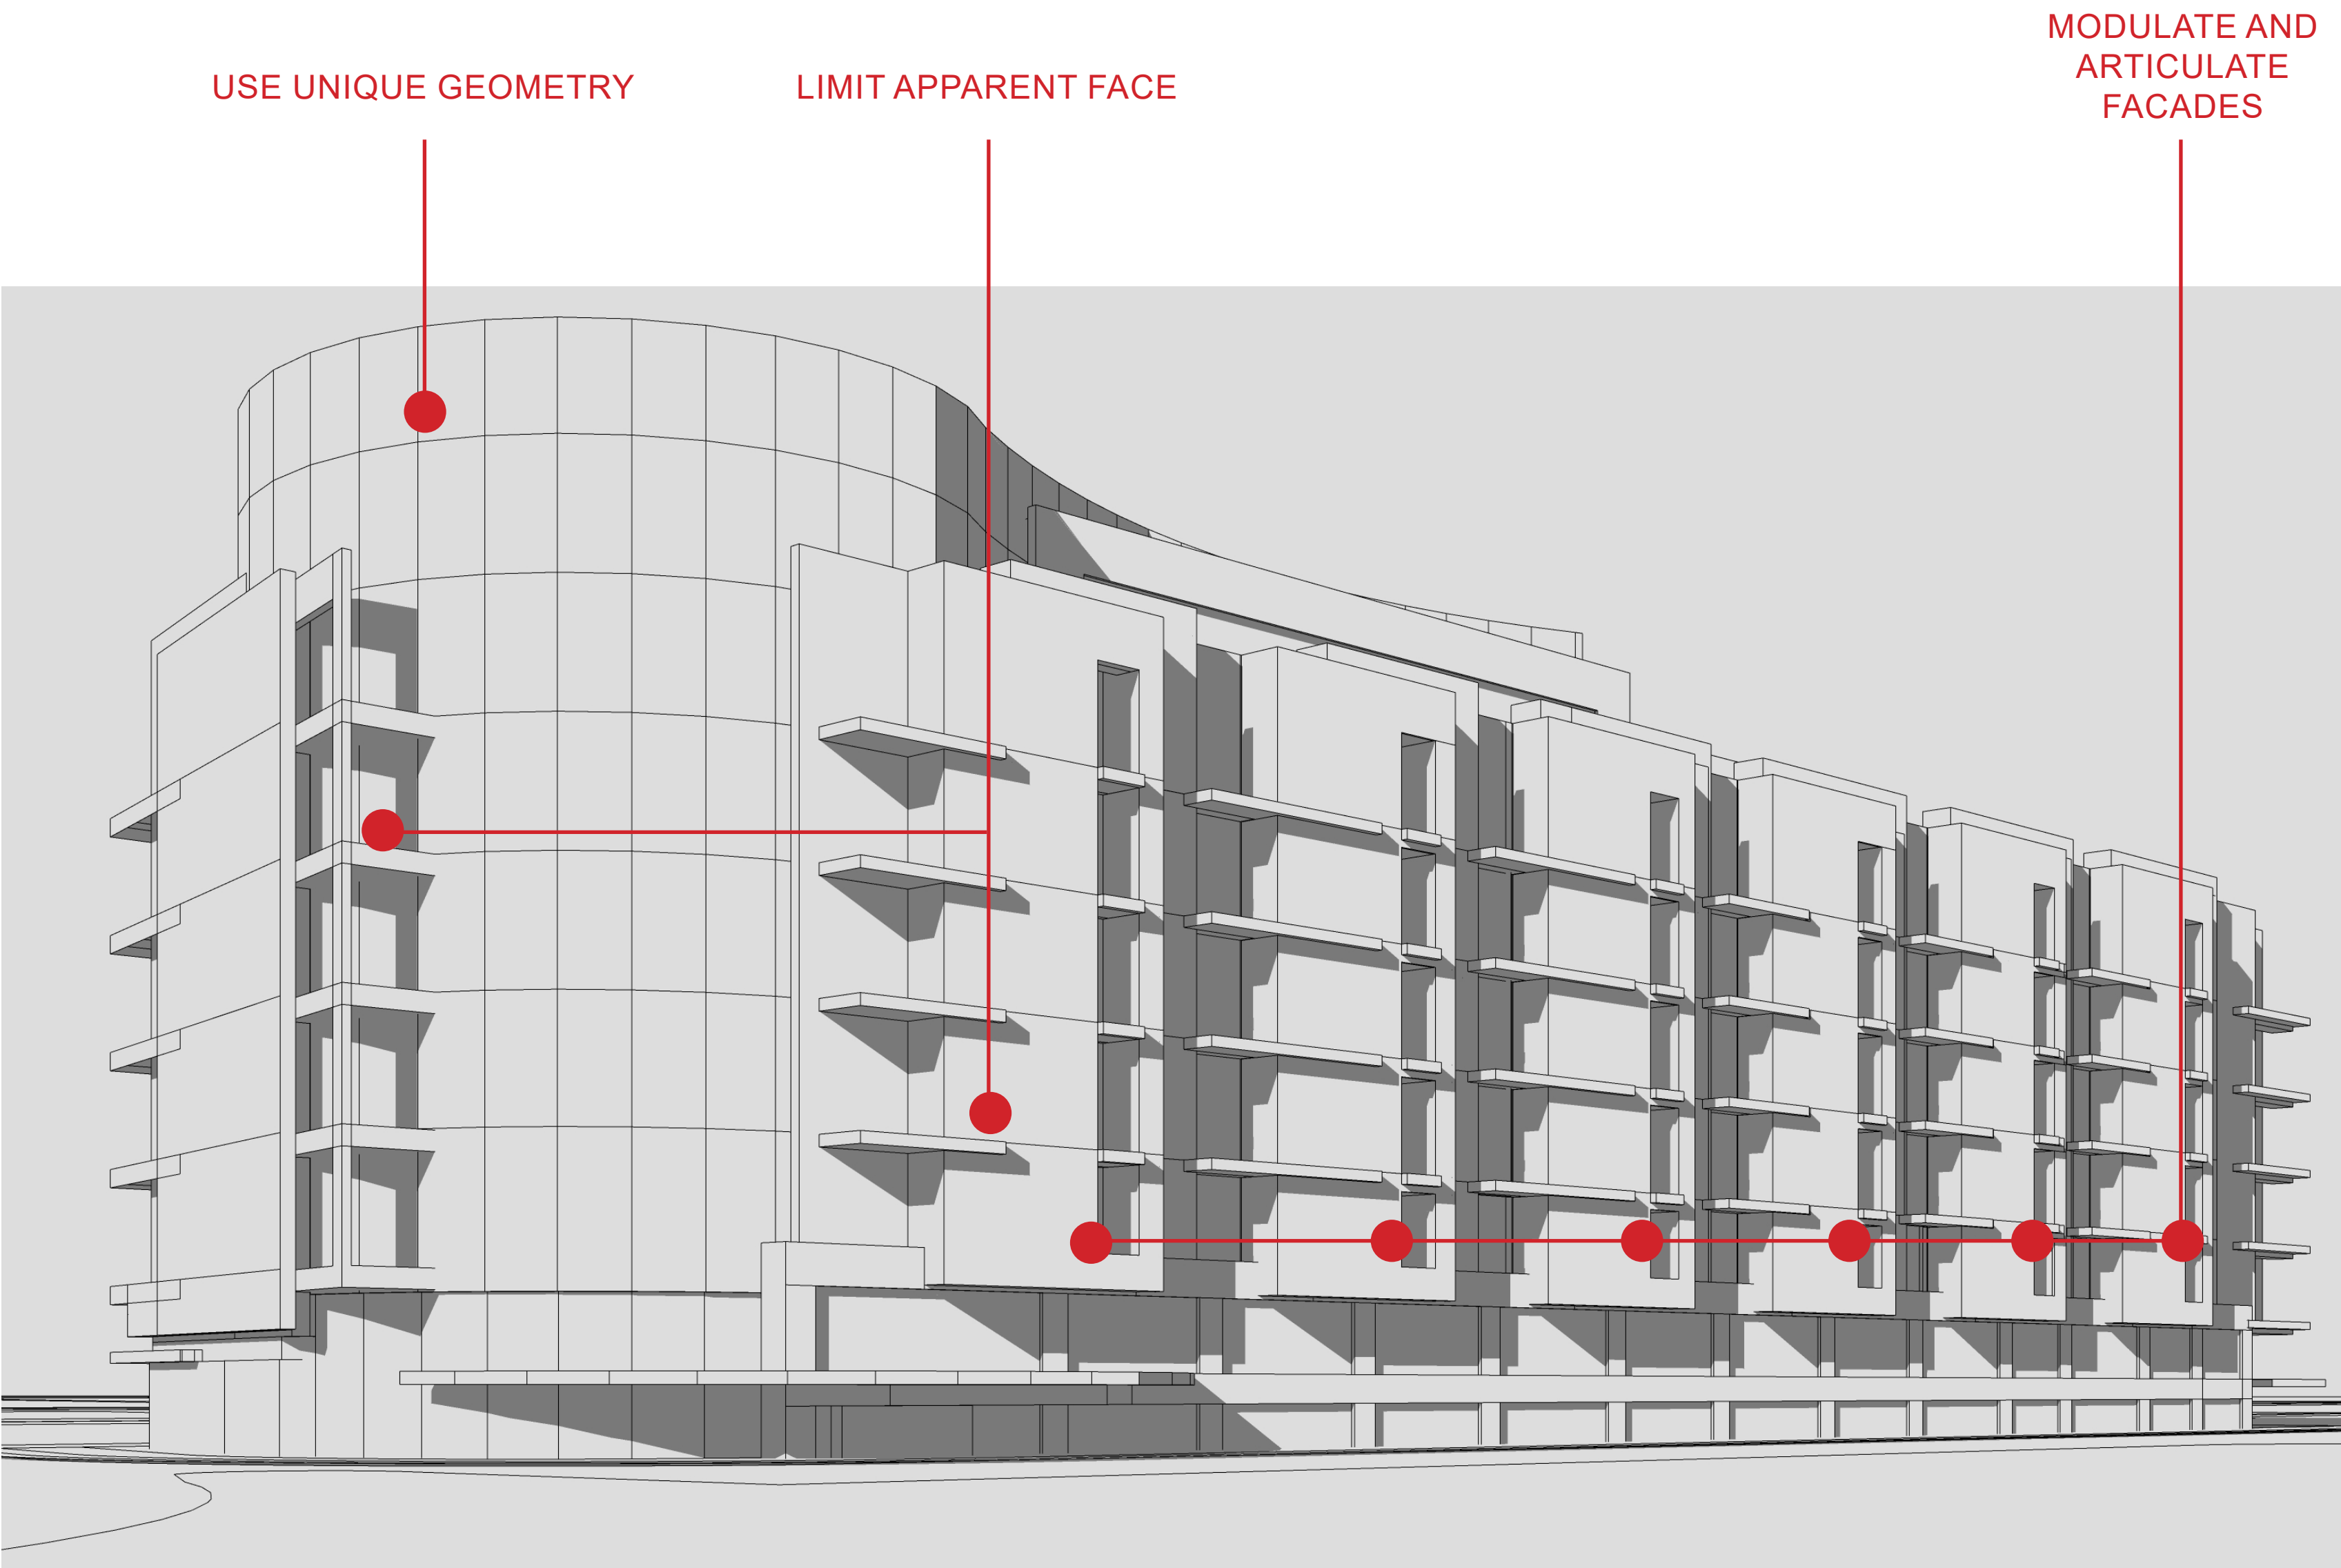 USE UNIQUE GEOMETRY
LIMIT APPARENT FACE
MODULATE AND
ARTICULATE
FACADES